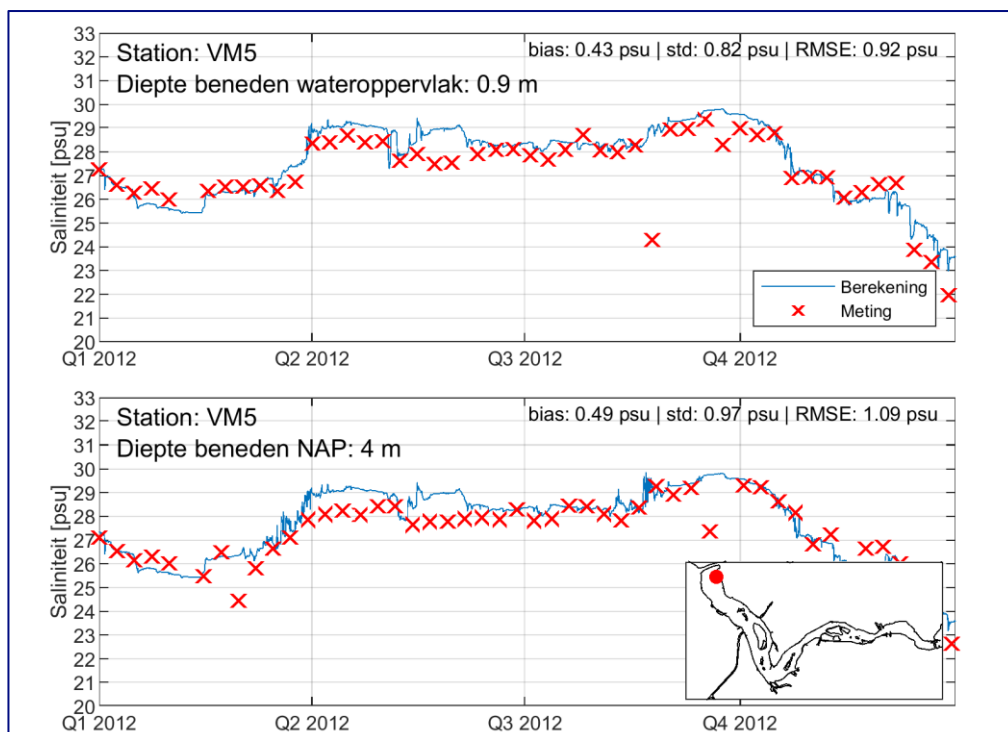 Station: VM5
bias: 0.43 psu | std: 0.82 psu | RMSE: 0.92 psu
Diepte beneden wateroppervlak: 0.9 m
Saliniteit [psu]
33
32
31
30
29
28
27
26
25
24
23
22
21
20
Berekening
Meting
Q1 2012
Q2 2012
Q3 2012
Q4 2012
Station: VM5
bias: 0.49 psu | std: 0.97 psu | RMSE: 1.09 psu
Diepte beneden NAP: 4 m
Saliniteit [psu]
33
32
31
30
29
28
27
26
25
24
23
22
21
20
Q1 2012
Q2 2012
Q3 2012
Q4 2012